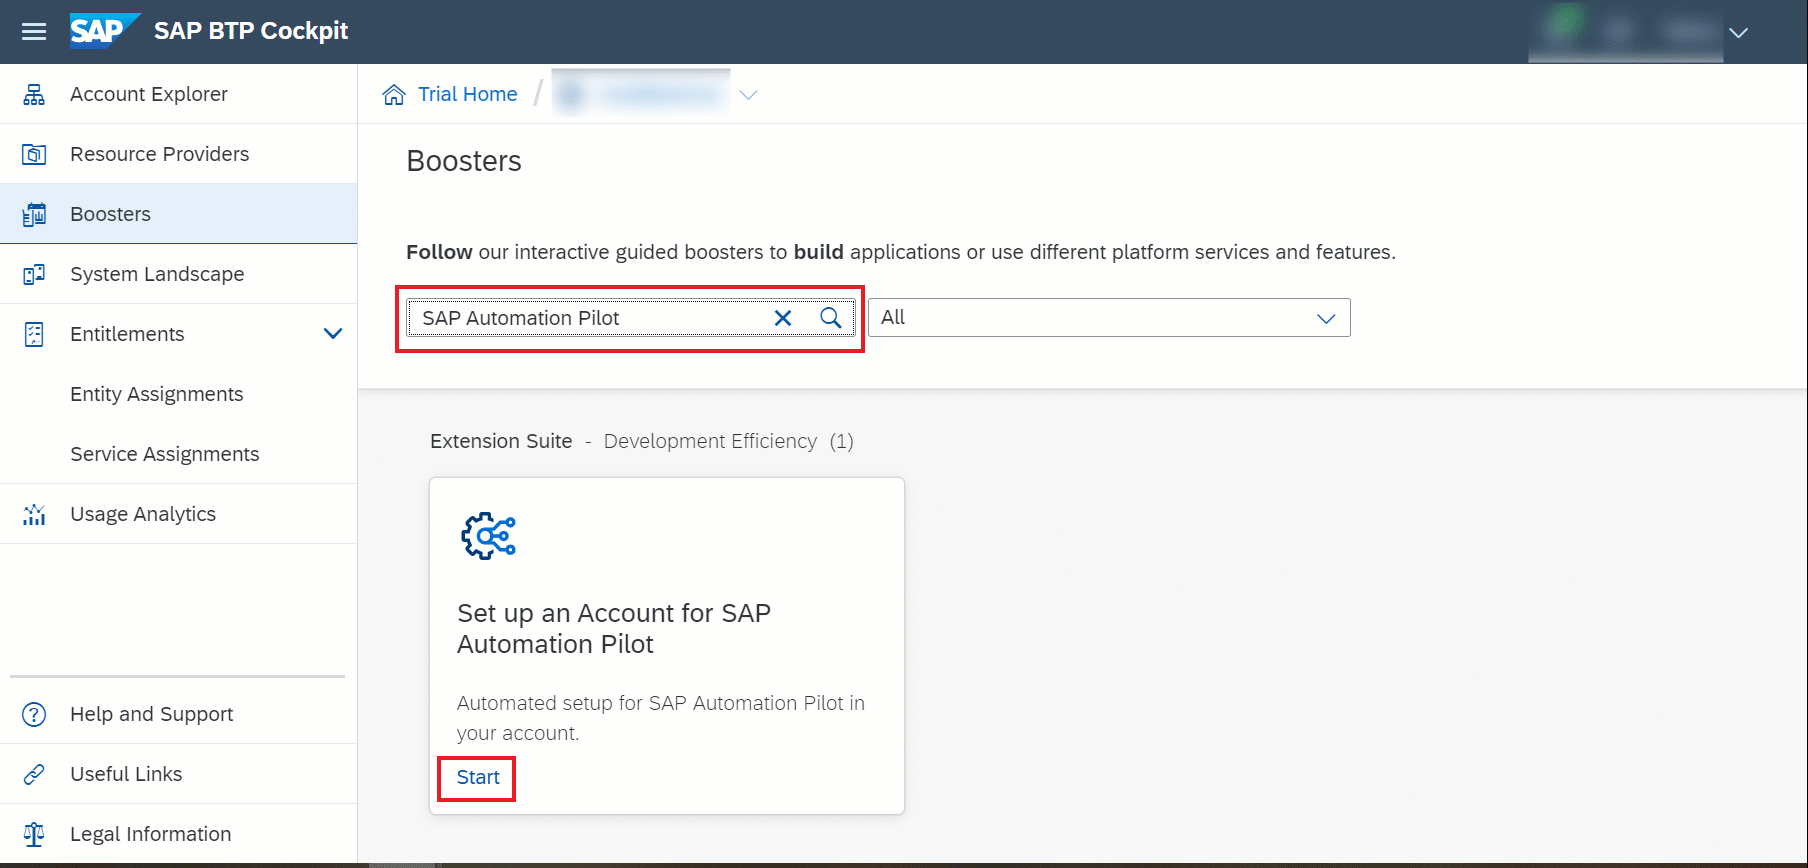 SAP SAP BTP Cockpit
Account Explorer
Resource Providers
Boosters
System Landscape
Entitlements
Entity Assignments
Service Assignments
Usage Analytics
Help and Support
Useful Links
Legal Information
Trial Home /
Boosters
Follow our interactive guided boosters to build applications or use different platform services and features.
SAP Automation Pilot
All
Extension Suite - Development Efficiency (1)
Set up an Account for SAP
Automation Pilot
Automated setup for SAP Automation Pilot in
your account.
Start